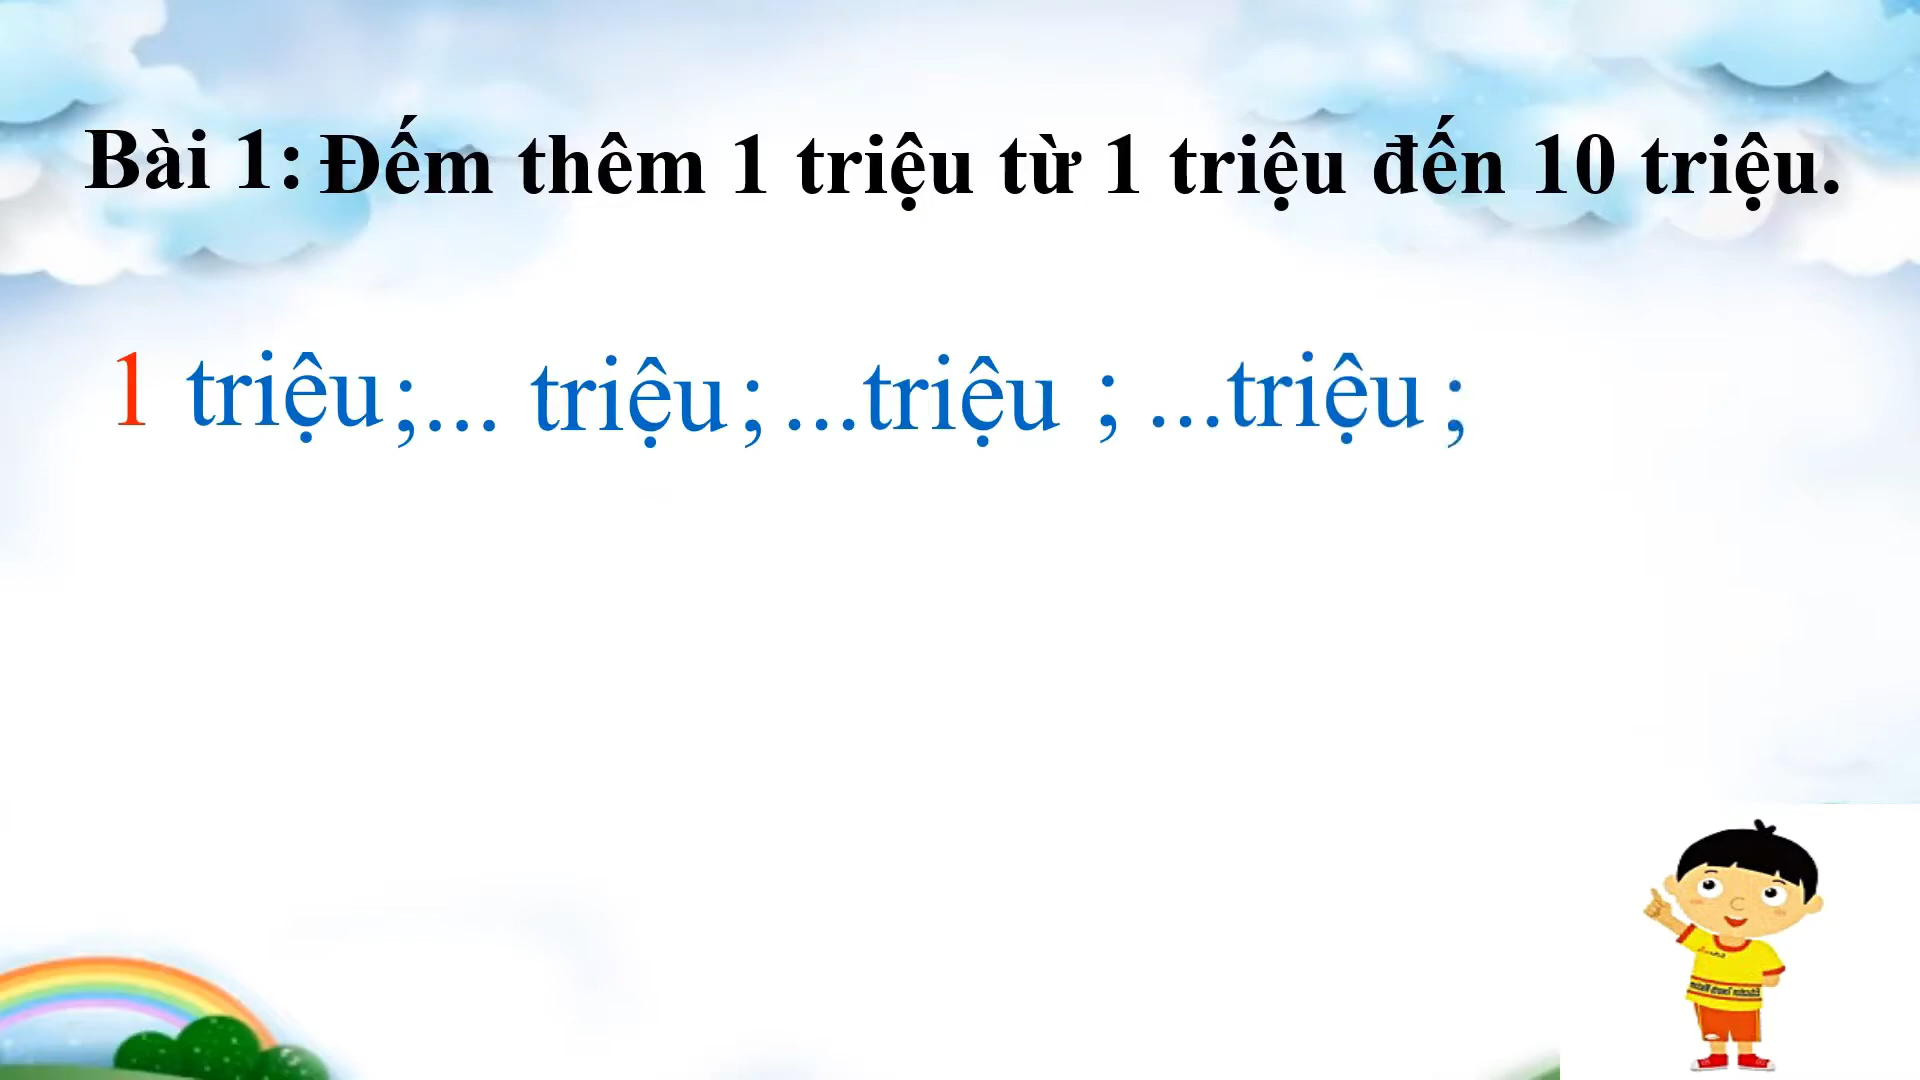 Bài 1: Đếm thêm 1 triệu từ 1 triệu đến 10 triệu.
1 triệu;... triệu; ...triệu ; ...triệu ;